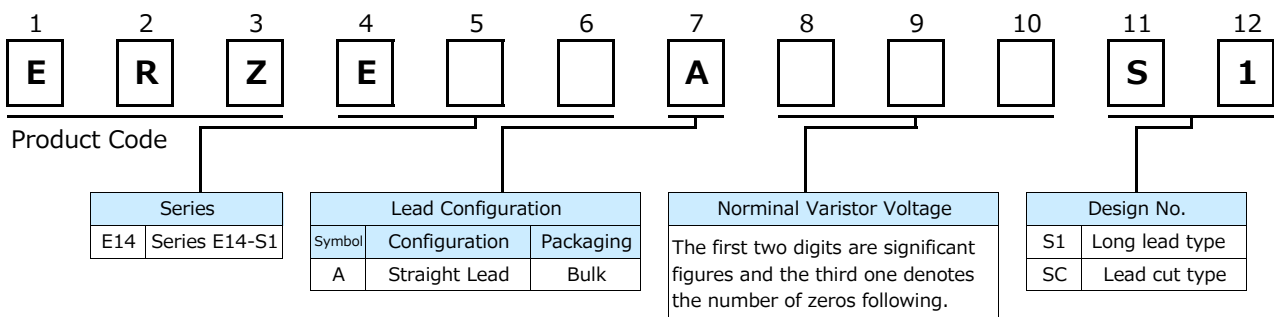 1 2 3 4 5 6 7 8 9 10 11 12
E R Z E A S 1
Product Code
Series
E14 Series E14-S1
Lead Configuration
Symbol Configuration Packaging
A Straight Lead Bulk
Norminal Varistor Voltage
The first two digits are significant
figures and the third one denotes
the number of zeros following.
Design No.
S1 Long lead type
SC Lead cut type